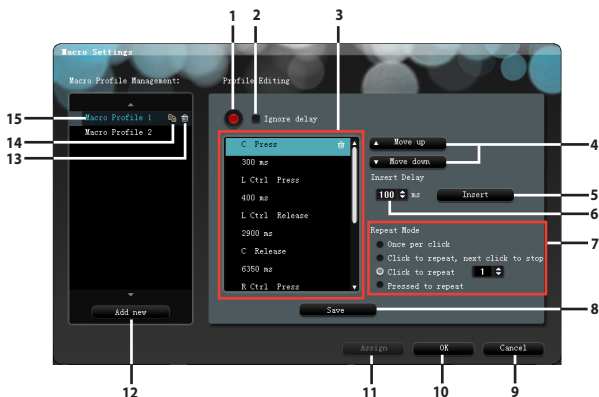 1 2 3
Macro Settings
Macro Profile Management:
Profile Editing
15
Macro Profile 1
14
Macro Profile 2
13
Ignore delay
C Press
300 ms
L Ctrl Press
400 ms
L Ctrl Release
2900 ms
C Release
6350 ms
R Ctrl Press
Move up
Move down
4
Insert Delay
100 ms
Insert
5
6
Repeat Mode
7
Once per click
Click to repeat, next click to stop
Click to repeat 1
Pressed to repeat
Add new
Save
8
Assign
OK
Cancel
12 11 10 9